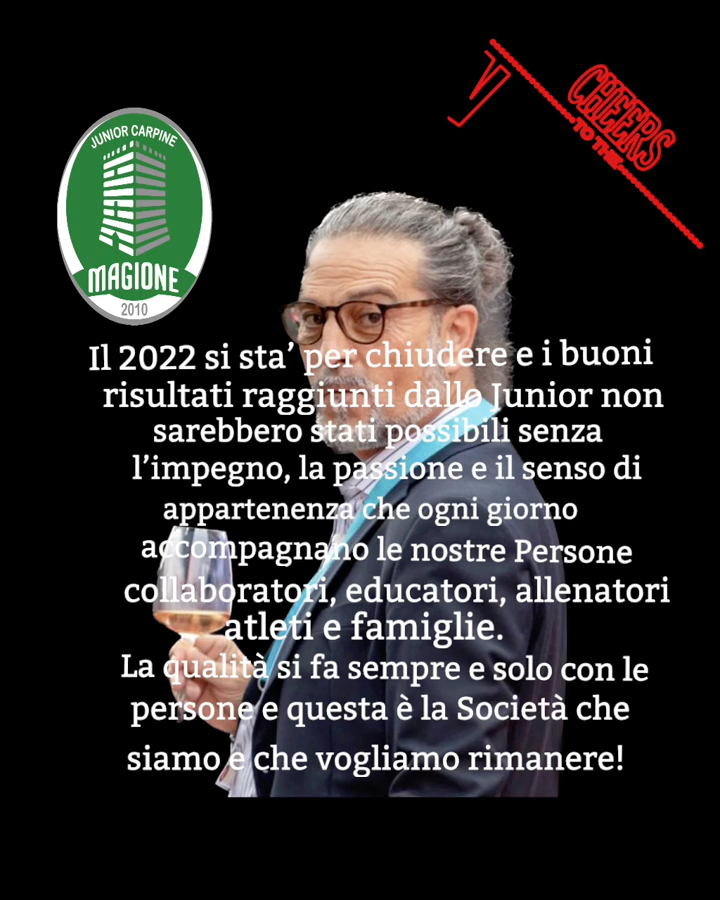 CHEERS
TO THE
JUNIOR CARPINE
MAGIONE
2010
Il 2022 si sta’ per chiudere e i buoni
risultati raggiunti dallo Junior non
sarebbero stati possibili senza
l’impegno, la passione e il senso di
appartenenza che ogni giorno
accompagnano le nostre Persone
collaboratori, educatori, allenatori
atleti e famiglie.
La qualità si fa sempre e solo con le
persone e questa è la Società che
siamo e che vogliamo rimanere!